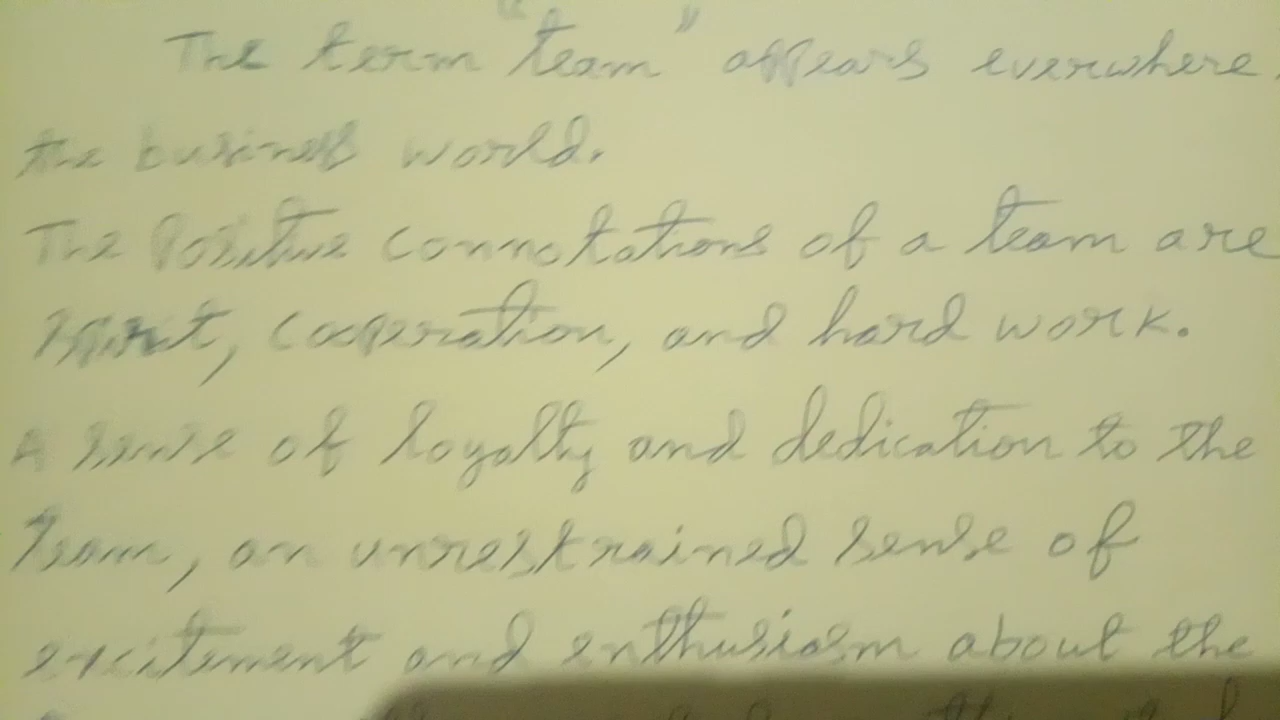 The term "team" appears everywhere.
the business world.
The Positive connotations of a team are
spirit, cooperation, and hard work.
A sense of loyalty and dedication to the
Team, an unrestrained sense of
excitement and enthusiasm about the